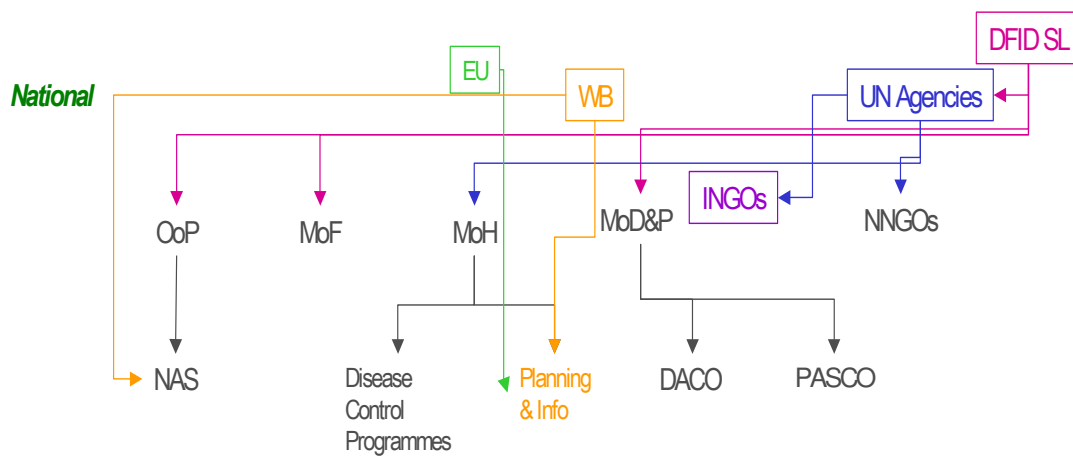 DFID SL
EU
National
WB
UN Agencies
INGOs
OoP
MoF
MoH
MoD&P
NNGOs
NAS
Disease
Control
Programmes
Planning
& Info
DACO
PASCO